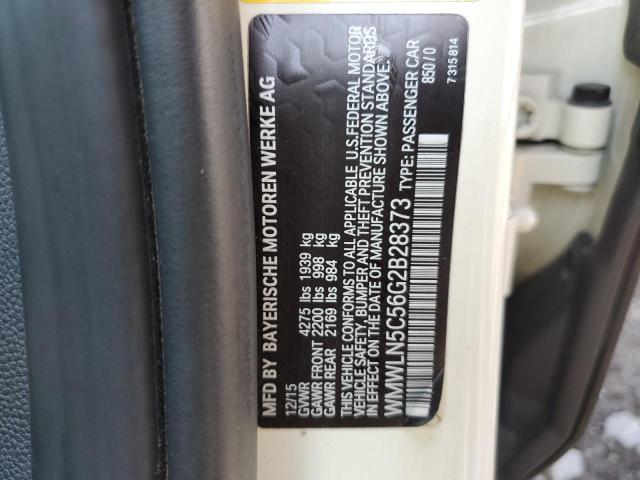 MFD BY BAYERISCHE MOTOREN WERKE AG
12/15
GVWR 4275 lbs 1939 kg
GAWR FRONT 2200 lbs 998 kg
GAWR REAR 2169 lbs 984 kg
THIS VEHICLE CONFORMS TO ALL APPLICABLE U.S.FEDERAL MOTOR
VEHICLE SAFETY, BUMPER AND THEFT PREVENTION STANDARDS
IN EFFECT ON THE DATE OF MANUFACTURE SHOWN ABOVE.
WMWLN5C56G2B28373 TYPE: PASSENGER CAR
850/0
7 315 814